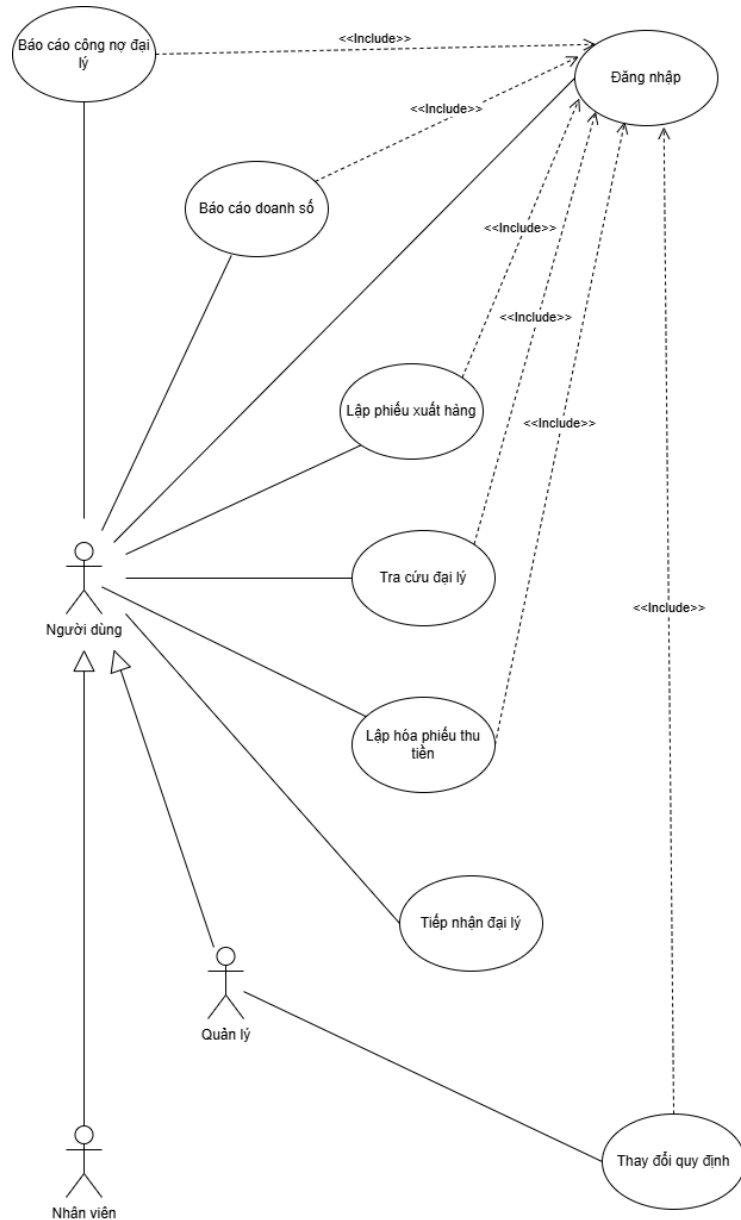 Báo cáo công nợ đại
lý
<<Include>>
Đăng nhập
<<Include>>
Báo cáo doanh số
<<Include>>
<<Include>>
Lập phiếu xuất hàng
<<Include>>
Tra cứu đại lý
<<Include>>
Người dùng
Lập hóa phiếu thu
tiền
Tiếp nhận đại lý
Quản lý
Thay đổi quy định
Nhân viên